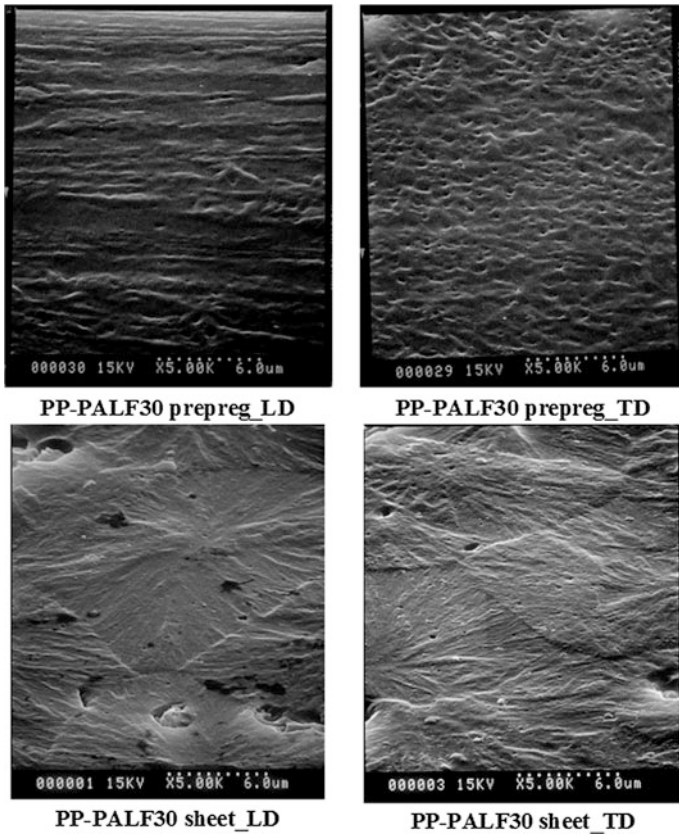 000030 15KV X5.00K 6.0um
000029 15KV X5.00K 6.0um
PP-PALF30 prepreg_LD
PP-PALF30 prepreg_TD
000001 15KV X5.00K 6.0um
000003 15KV X5.00K 6.0um
PP-PALF30 sheet_LD
PP-PALF30 sheet_TD